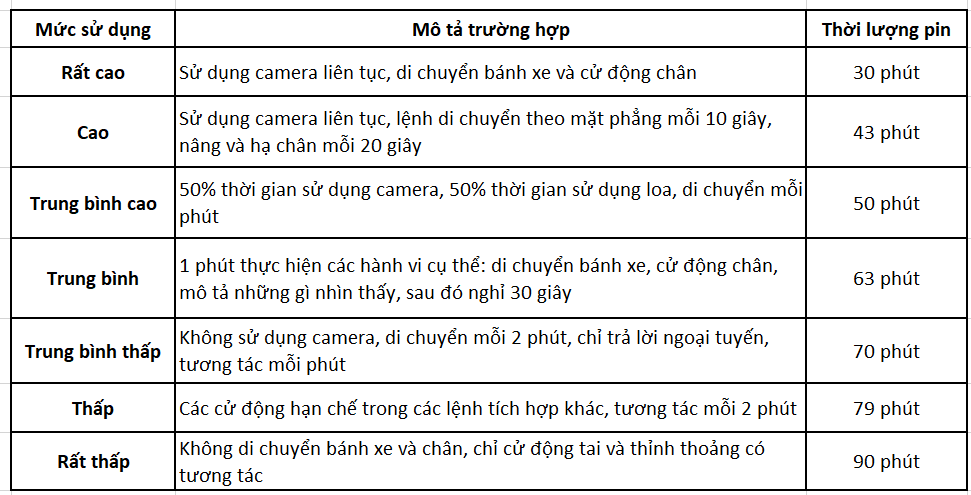 Mức sử dụng
Mô tả trường hợp
Thời lượng pin
Rất cao
Sử dụng camera liên tục, di chuyển bánh xe và cử động chân
30 phút
Cao
Sử dụng camera liên tục, lệnh di chuyển theo mặt phẳng mỗi 10 giây,
nâng và hạ chân mỗi 20 giây
43 phút
Trung bình cao
50% thời gian sử dụng camera, 50% thời gian sử dụng loa, di chuyển mỗi
phút
50 phút
Trung bình
1 phút thực hiện các hành vi cụ thể: di chuyển bánh xe, cử động chân,
mô tả những gì nhìn thấy, sau đó nghỉ 30 giây
63 phút
Trung bình thấp
Không sử dụng camera, di chuyển mỗi 2 phút, chỉ trả lời ngoại tuyến,
tương tác mỗi phút
70 phút
Thấp
Các cử động hạn chế trong các lệnh tích hợp khác, tương tác mỗi 2 phút
79 phút
Rất thấp
Không di chuyển bánh xe và chân, chỉ cử động tai và thỉnh thoảng có
tương tác
90 phút